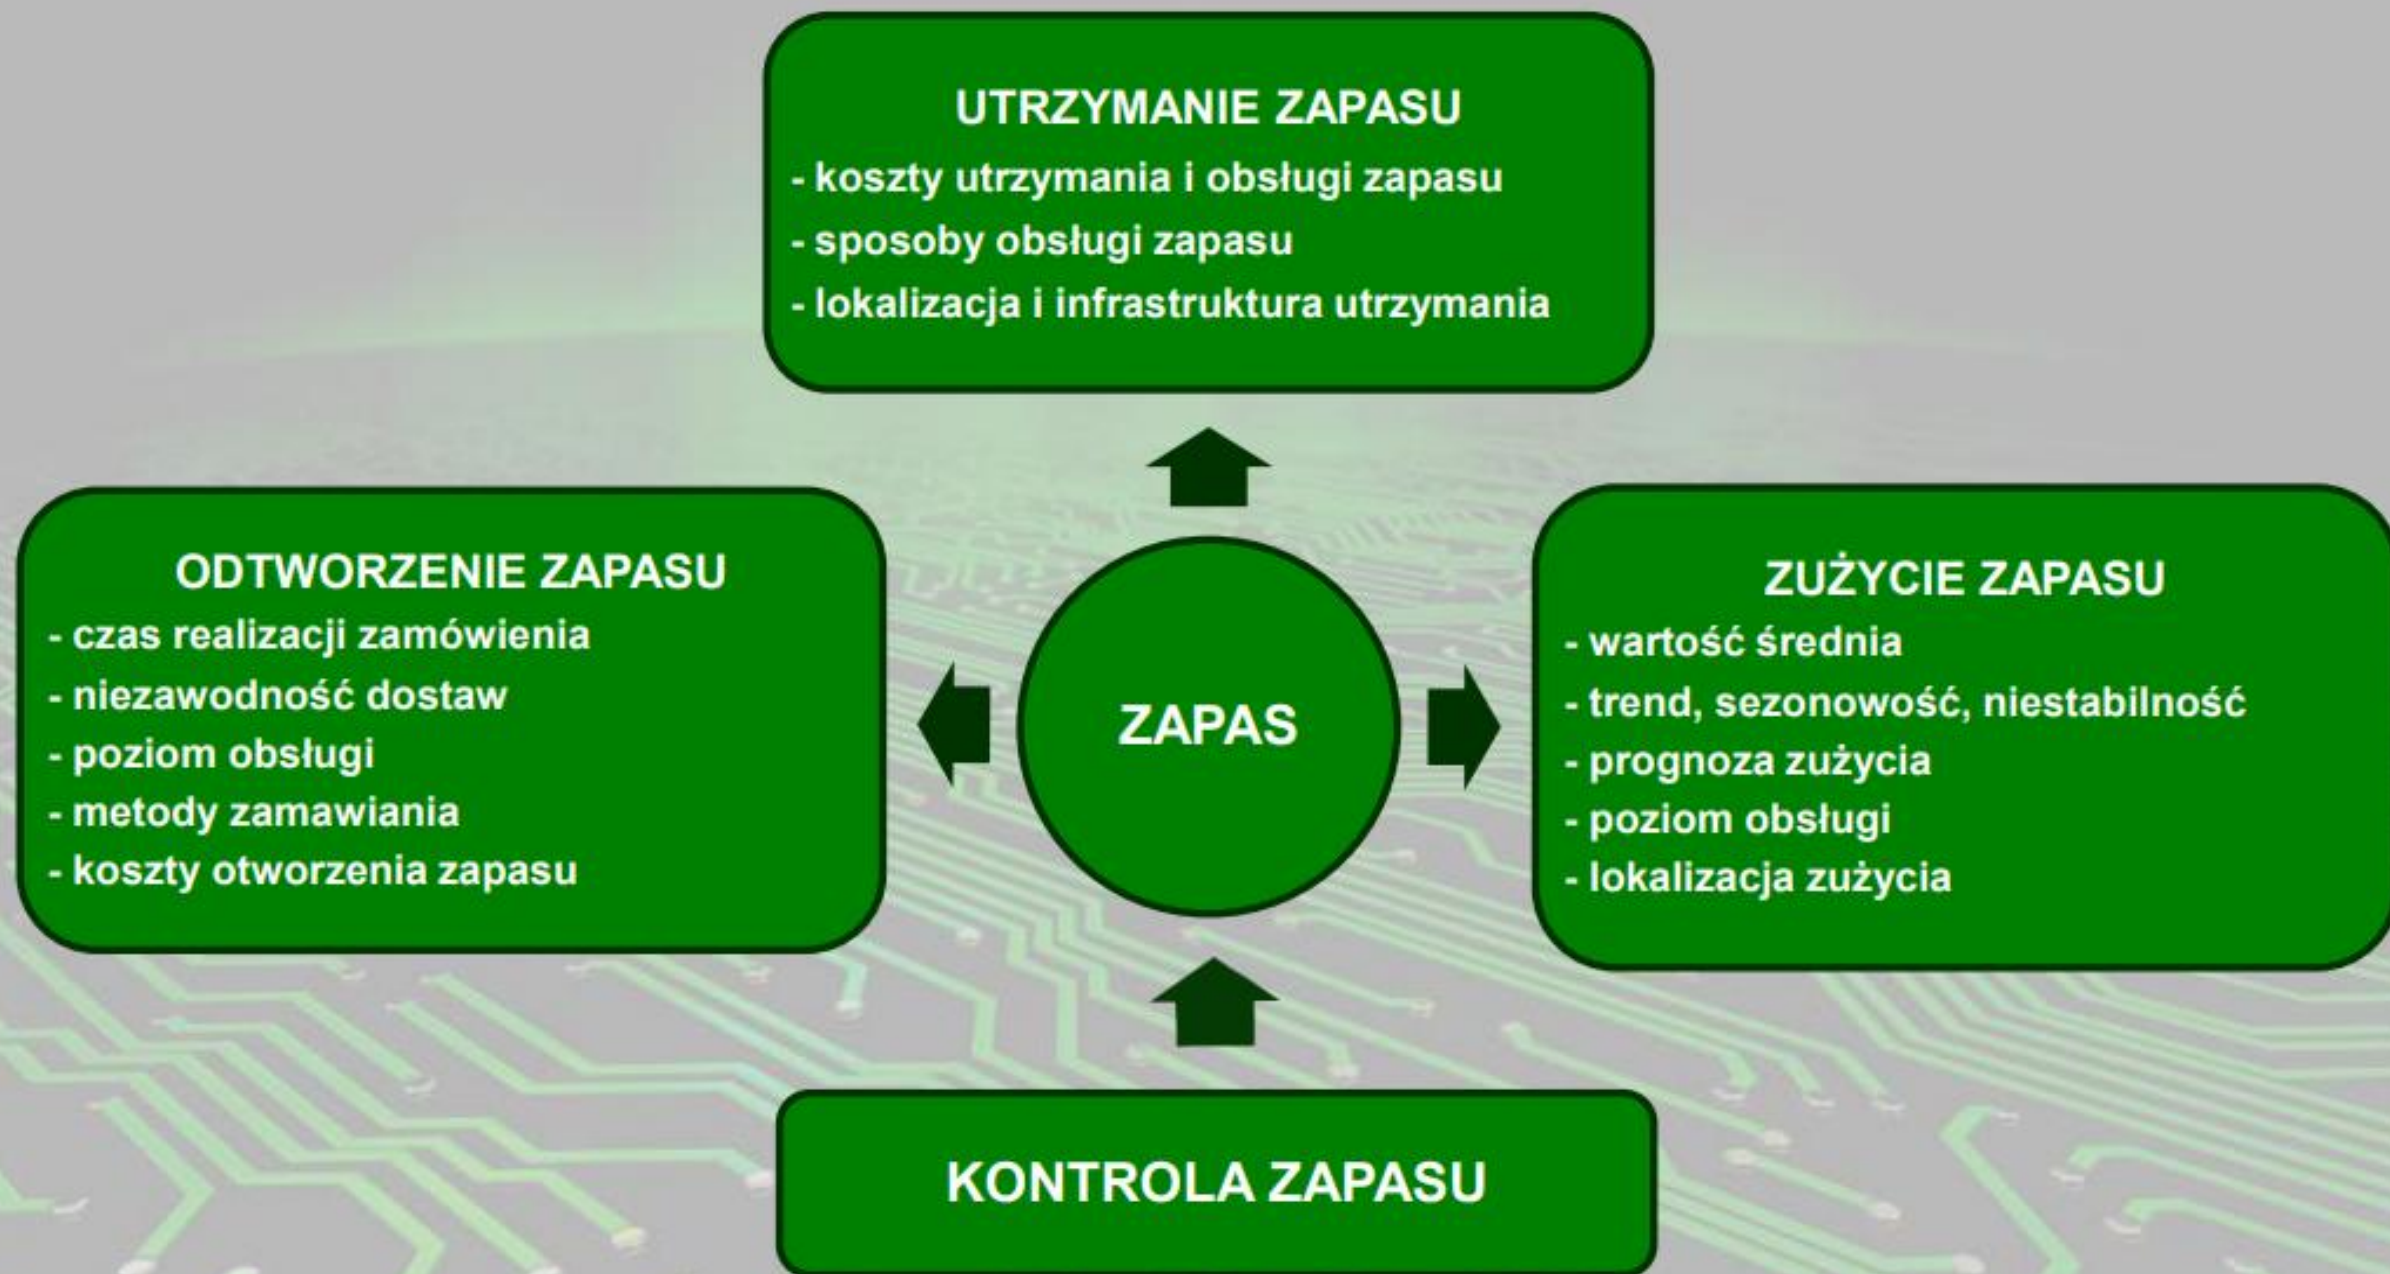 UTRZYMANIE ZAPASU
- koszty utrzymania i obsługi zapasu
- sposoby obsługi zapasu
- lokalizacja i infrastruktura utrzymania
ODTWORZENIE ZAPASU
- czas realizacji zamówienia
- niezawodność dostaw
- poziom obsługi
- metody zamawiania
- koszty otworzenia zapasu
ZAPAS
ZUŻYCIE ZAPASU
- wartość średnia
- trend, sezonowość, niestabilność
- prognoza zużycia
- poziom obsługi
- lokalizacja zużycia
KONTROLA ZAPASU